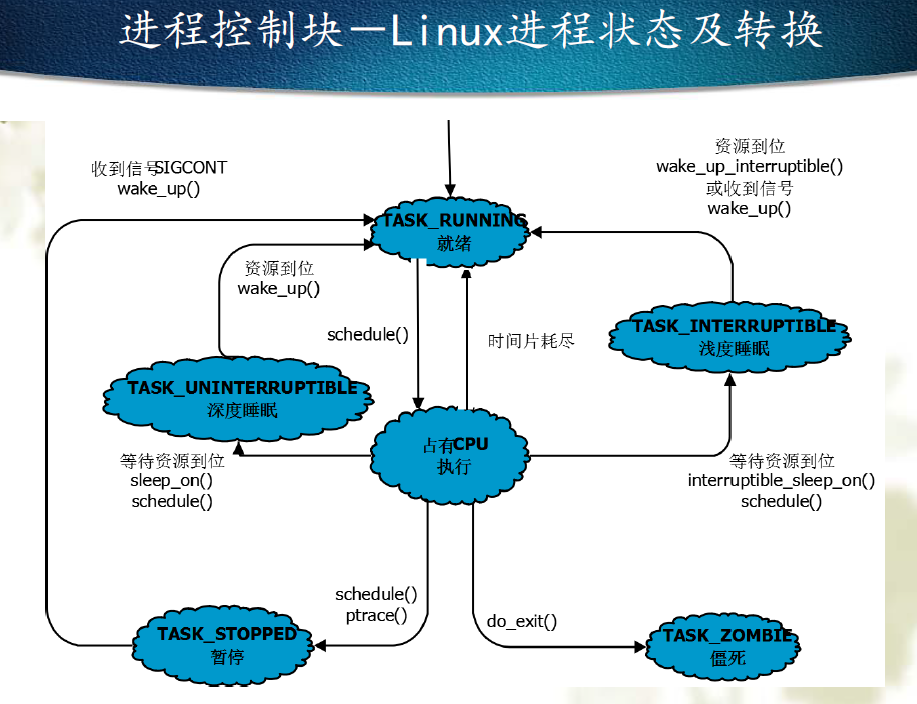 进程控制块－Linux进程状态及转换
收到信号SIGCONT
wake_up()
资源到位
wake_up_interruptible()
或收到信号
wake_up()
TASK_RUNNING
就绪
资源到位
wake_up()
schedule()
时间片耗尽
TASK_INTERRUPTIBLE
浅度睡眠
TASK_UNINTERRUPTIBLE
深度睡眠
占有CPU
执行
等待资源到位
sleep_on()
schedule()
等待资源到位
interruptible_sleep_on()
schedule()
schedule()
ptrace()
do_exit()
TASK_STOPPED
暂停
TASK_ZOMBIE
僵死